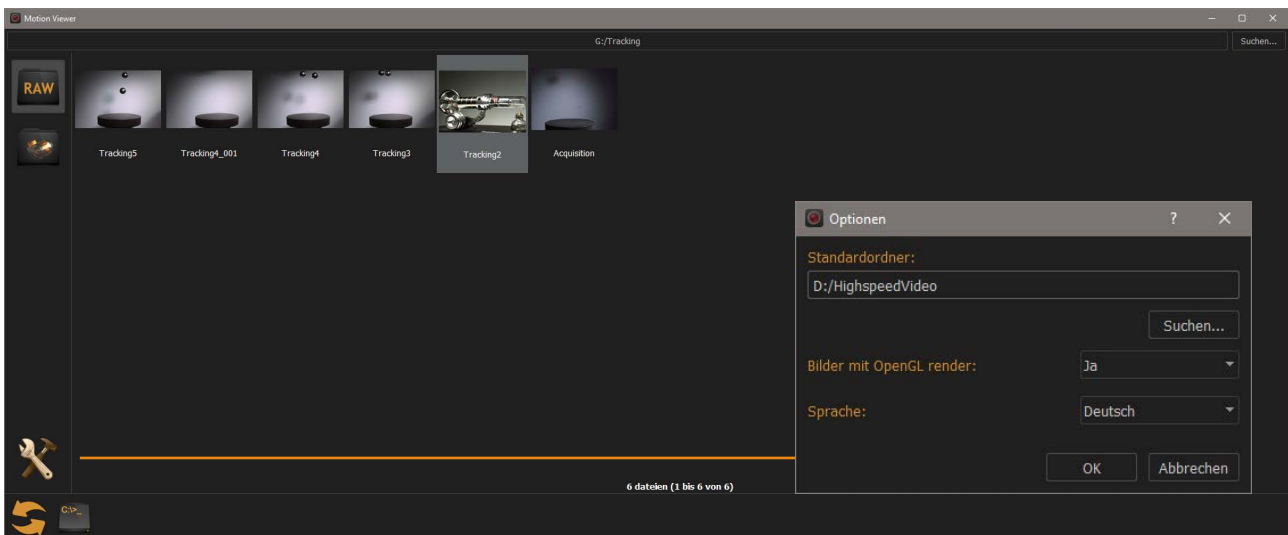 Motion Viewer
G:/Tracking
Suchen...
RAW
Tracking5
Tracking4_001
Tracking4
Tracking3
Tracking2
Acquisition
Optionen
?
Standardordner:
D:/HighspeedVideo
Suchen...
Bilder mit OpenGL render:
Ja
Sprache:
Deutsch
OK
Abbrechen
6 dateien (1 bis 6 von 6)
C:\>_